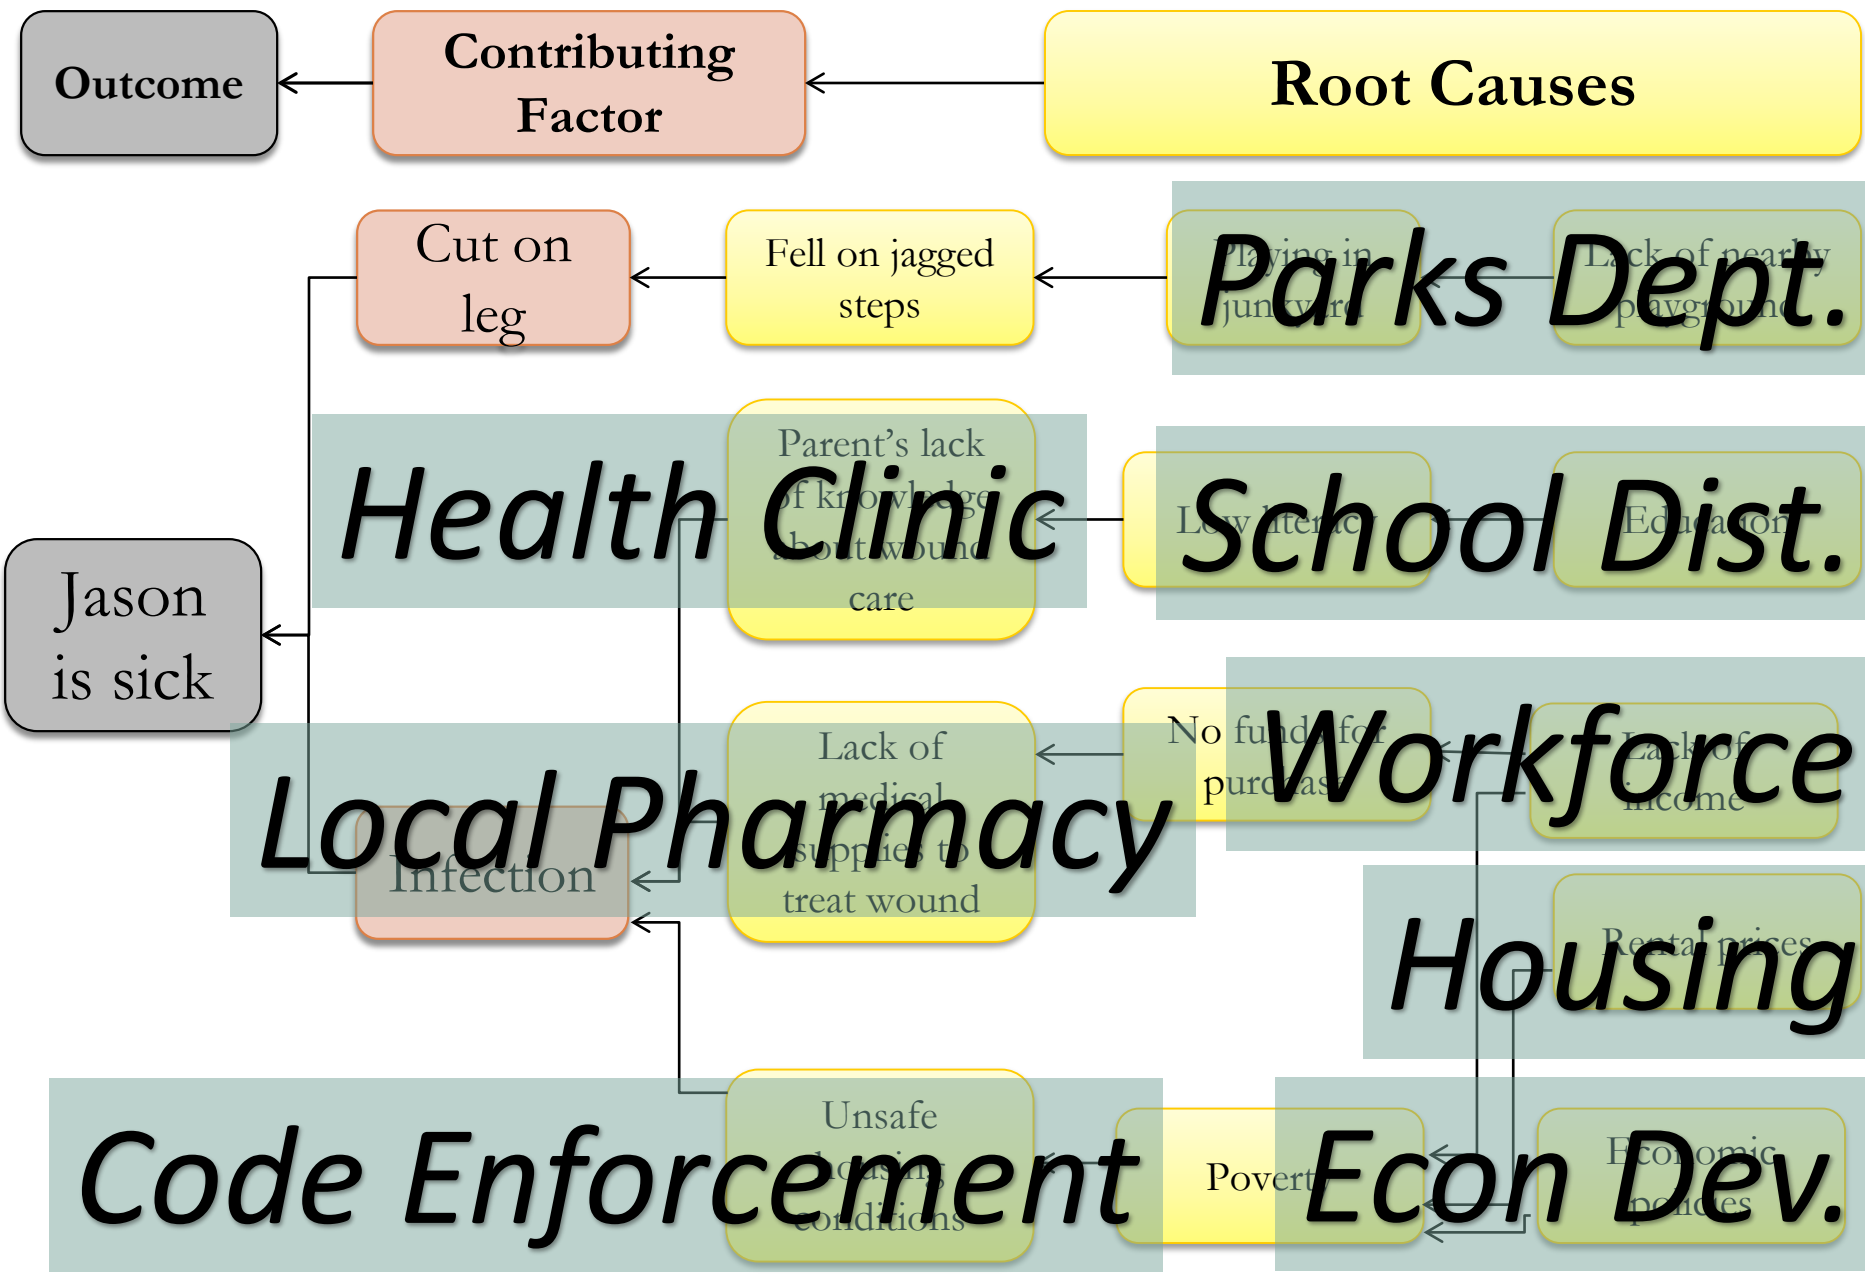 Outcome
Contributing
Factor
Root Causes
Cut on
leg
Fell on jagged
steps
Playing in
junkyard
Lack of nearby
playground
Parks Dept.
Parent’s lack
of knowledge
about wound
care
Health Clinic
Low literacy
Education
School Dist.
Jason
is sick
Infection
Lack of
medical
supplies to
treat wound
Local Pharmacy
No funds for
purchase
Lack of
income
Workforce
Rental prices
Housing
Unsafe
housing
conditions
Code Enforcement
Poverty
Economic
policies
Econ Dev.